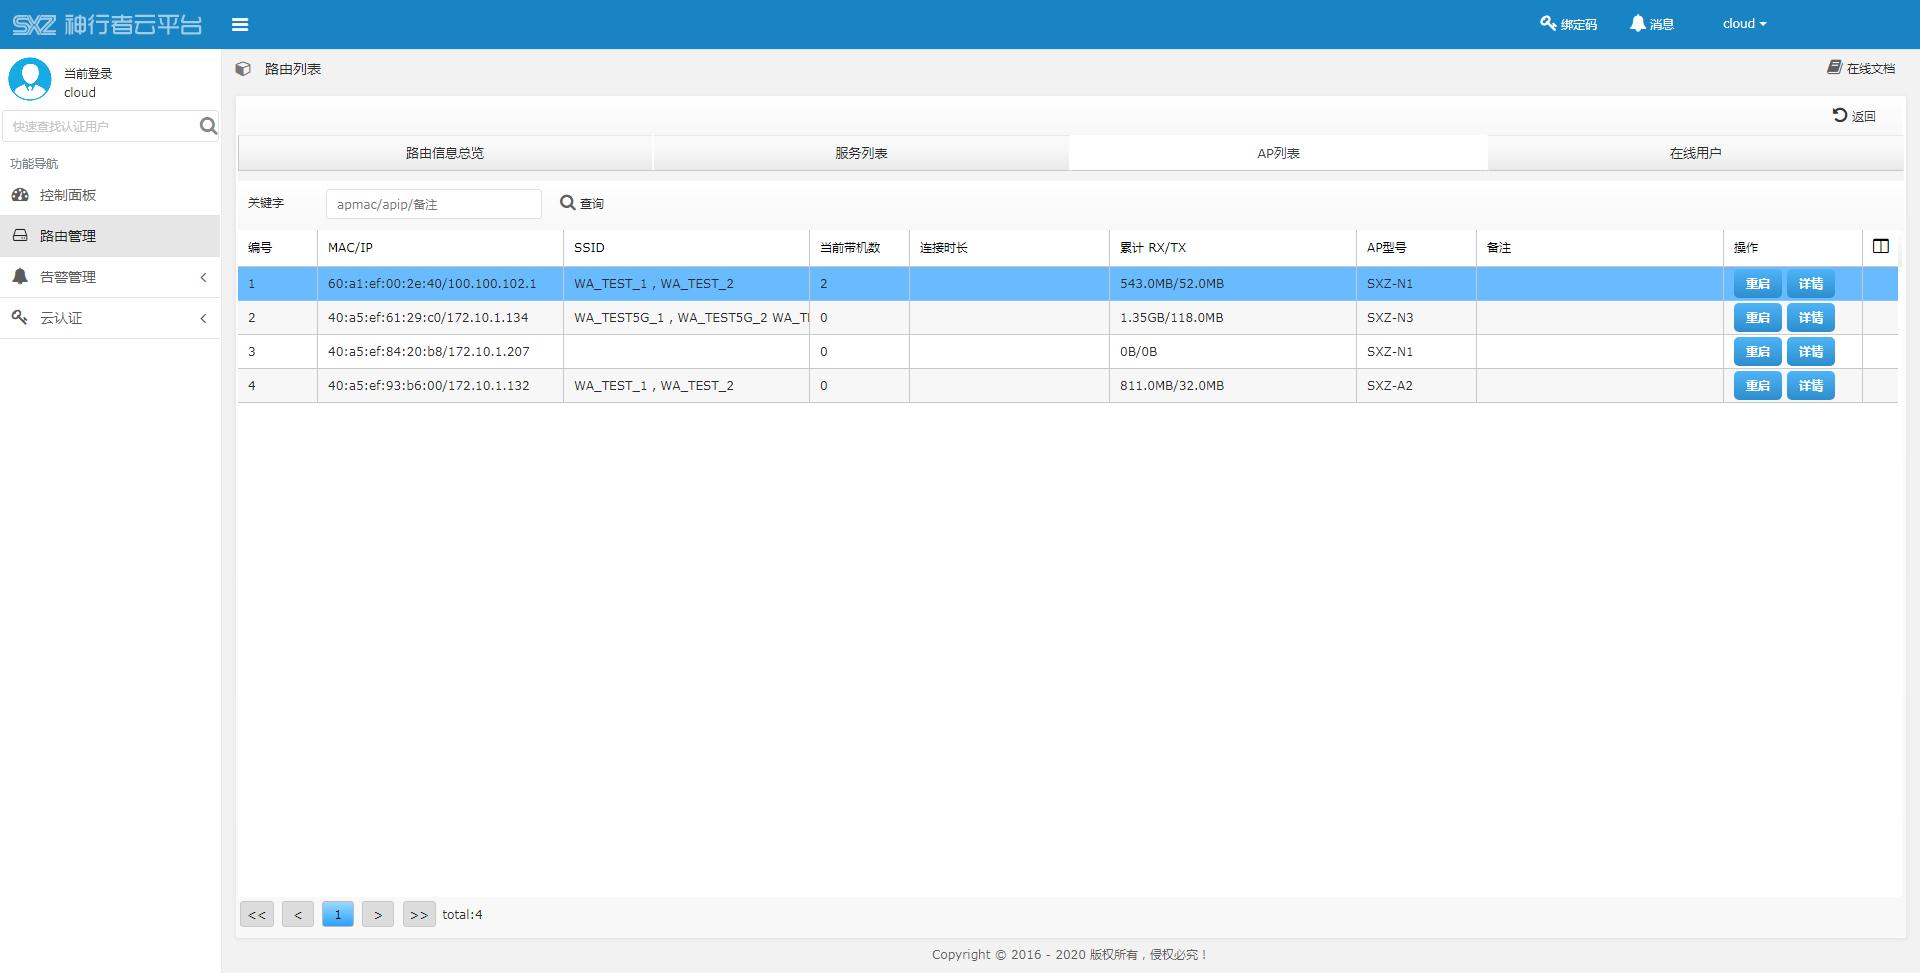 SXZ 神行者云平台 绑定码 消息 cloud
当前登录
cloud
快速查找认证用户
功能导航
控制面板
路由管理
告警管理
云认证
路由列表 在线文档
返回
路由信息总览 服务列表 AP列表 在线用户
关键字 apmac/apip/备注 查询
编号 MAC/IP SSID 当前带机数 连接时长 累计 RX/TX AP型号 备注 操作
1 60:a1:ef:00:2e:40/100.100.102.1 WA_TEST_1 , WA_TEST_2 2 543.0MB/52.0MB SXZ-N1 重启 详情
2 40:a5:ef:61:29:c0/172.10.1.134 WA_TEST5G_1 , WA_TEST5G_2 WA_T 0 1.35GB/118.0MB SXZ-N3 重启 详情
3 40:a5:ef:84:20:b8/172.10.1.207 0 0B/0B SXZ-N1 重启 详情
4 40:a5:ef:93:b6:00/172.10.1.132 WA_TEST_1 , WA_TEST_2 0 811.0MB/32.0MB SXZ-A2 重启 详情
<< < 1 > >> total:4
Copyright © 2016 - 2020 版权所有，侵权必究！